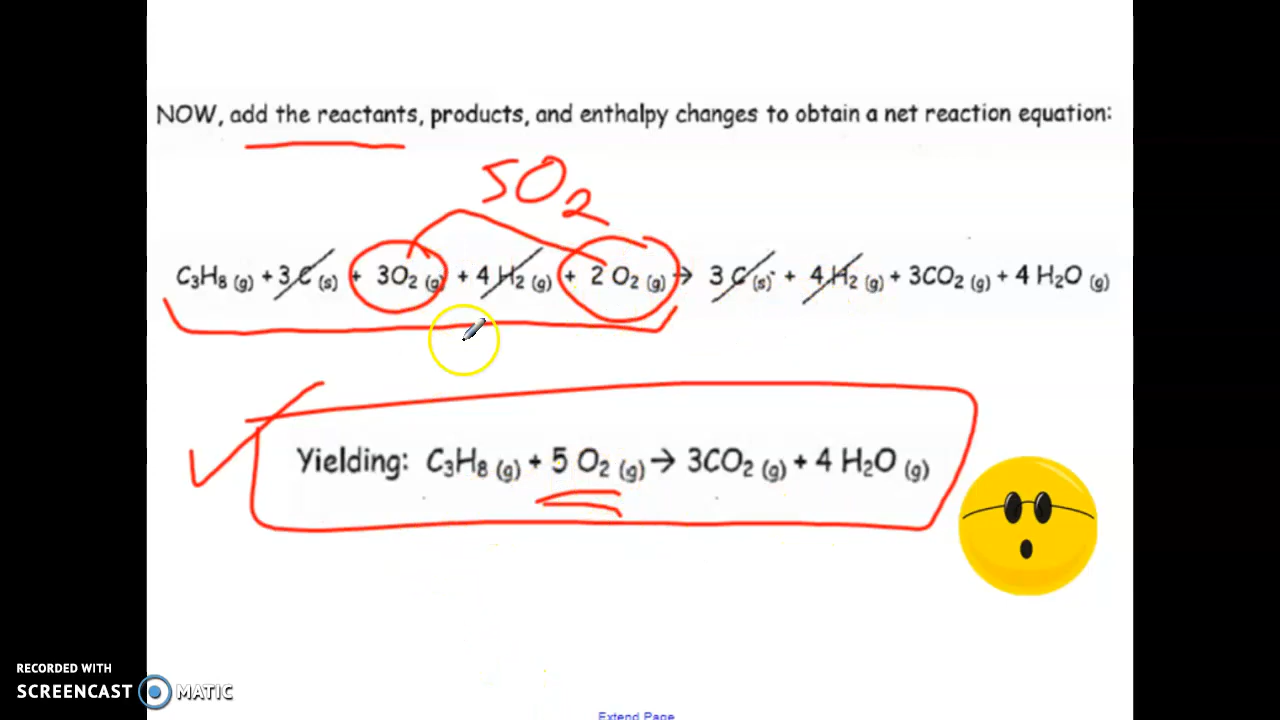 NOW, add the reactants, products, and enthalpy changes to obtain a net reaction equation:
5O₂
C₃H₈ (g) + 3 C (s) + 3O₂ (g) + 4 H₂ (g) + 2 O₂ (g) → 3 C (s) + 4 H₂ (g) + 3CO₂ (g) + 4 H₂O (g)
Yielding: C₃H₈ (g) + 5 O₂ (g) → 3CO₂ (g) + 4 H₂O (g)
RECORDED WITH
SCREENCAST MATIC
Extend Page